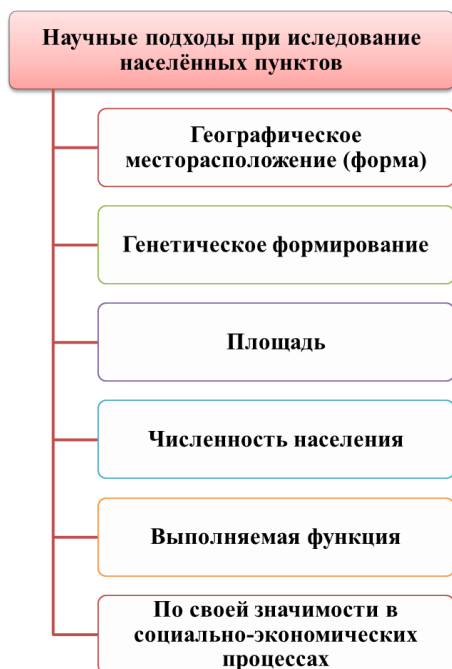 Научные подходы при иследование
населённых пунктов
Географическое
месторасположение (форма)
Генетическое формирование
Площадь
Численность населения
Выполняемая функция
По своей значимости в
социально-экономических
процессах